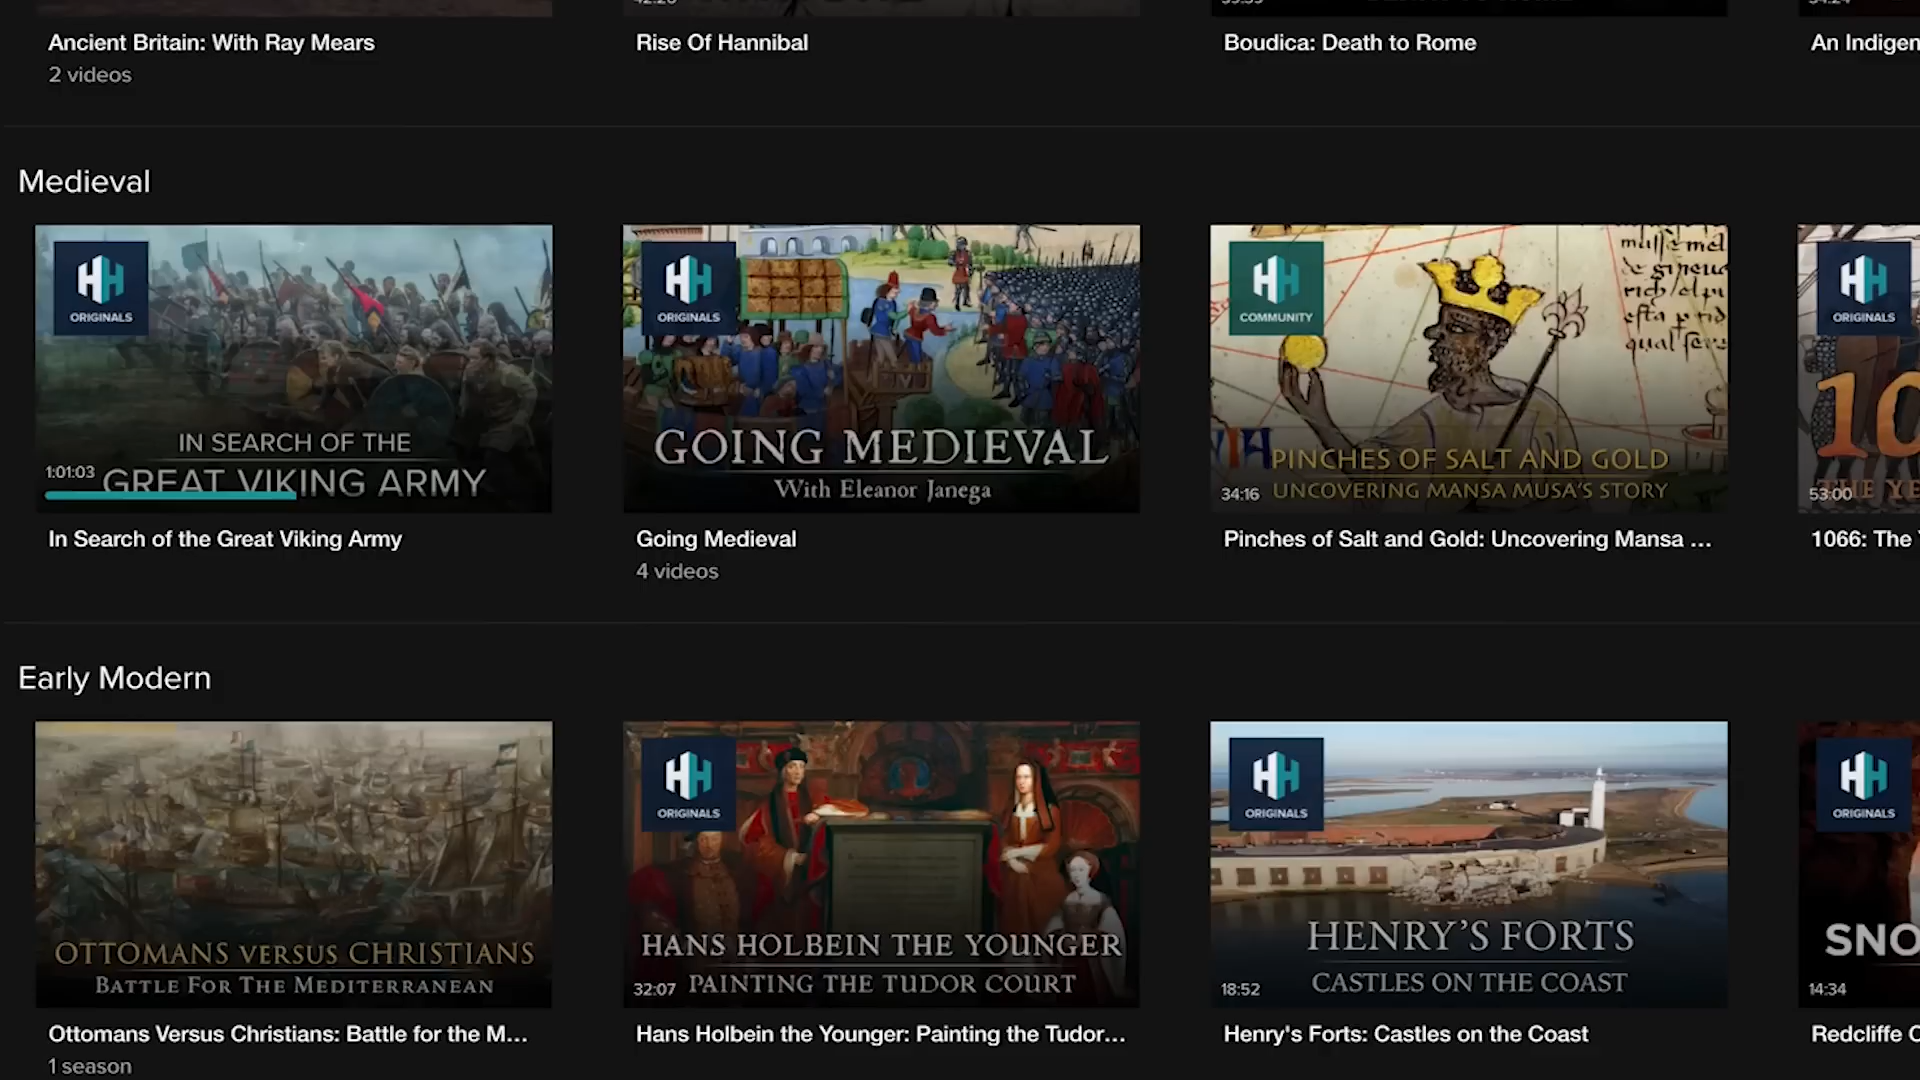 Ancient Britain: With Ray Mears
2 videos
Rise Of Hannibal
Boudica: Death to Rome
An Indigen
Medieval
ORIGINALS
IN SEARCH OF THE
GREAT VIKING ARMY
1:01:03
In Search of the Great Viking Army
ORIGINALS
GOING MEDIEVAL
With Eleanor Janega
Going Medieval
4 videos
COMMUNITY
PINCHES OF SALT AND GOLD
UNCOVERING MANSA MUSA'S STORY
34:16
Pinches of Salt and Gold: Uncovering Mansa ...
ORIGINALS
10
THE YE
53:00
1066: The
Early Modern
OTTOMANS VERSUS CHRISTIANS
BATTLE FOR THE MEDITERRANEAN
Ottomans Versus Christians: Battle for the M...
1 season
ORIGINALS
HANS HOLBEIN THE YOUNGER
PAINTING THE TUDOR COURT
32:07
Hans Holbein the Younger: Painting the Tudor...
ORIGINALS
HENRY'S FORTS
CASTLES ON THE COAST
18:52
Henry's Forts: Castles on the Coast
ORIGINALS
SNO
14:34
Redcliffe